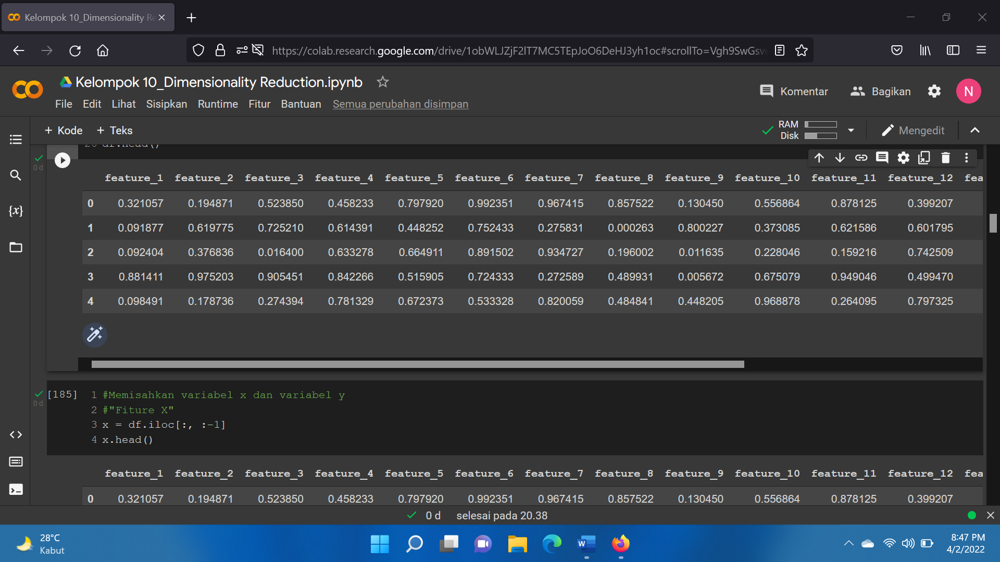 Kelompok 10_Dimensionality Re
https://colab.research.google.com/drive/1obWLJZjF2lT7MC5TEpJoO6DeHJ3yh1oc#scrollTo=Vgh9SwGsv
Kelompok 10_Dimensionality Reduction.ipynb
Komentar Bagikan N
File Edit Lihat Sisipkan Runtime Fitur Bantuan Semua perubahan disimpan
+ Kode + Teks RAM Disk Mengedit
20 df.head()
0 d
feature_1 feature_2 feature_3 feature_4 feature_5 feature_6 feature_7 feature_8 feature_9 feature_10 feature_11 feature_12 fea
0 0.321057 0.194871 0.523850 0.458233 0.797920 0.992351 0.967415 0.857522 0.130450 0.556864 0.878125 0.399207
1 0.091877 0.619775 0.725210 0.614391 0.448252 0.752433 0.275831 0.000263 0.800227 0.373085 0.621586 0.601795
2 0.092404 0.376836 0.016400 0.633278 0.664911 0.891502 0.934727 0.196002 0.011635 0.228046 0.159216 0.742509
3 0.881411 0.975203 0.905451 0.842266 0.515905 0.724333 0.272589 0.489931 0.005672 0.675079 0.949046 0.499470
4 0.098491 0.178736 0.274394 0.781329 0.672373 0.533328 0.820059 0.484841 0.448205 0.968878 0.264095 0.797325
[185] 1 #Memisahkan variabel x dan variabel y
0 d
2 #"Fiture X"
3 x = df.iloc[:, :-1]
4 x.head()
feature_1 feature_2 feature_3 feature_4 feature_5 feature_6 feature_7 feature_8 feature_9 feature_10 feature_11 feature_12 fea
0 0.321057 0.194871 0.523850 0.458233 0.797920 0.992351 0.967415 0.857522 0.130450 0.556864 0.878125 0.399207
0 d selesai pada 20.38
28°C
Kabut
8:47 PM
4/2/2022